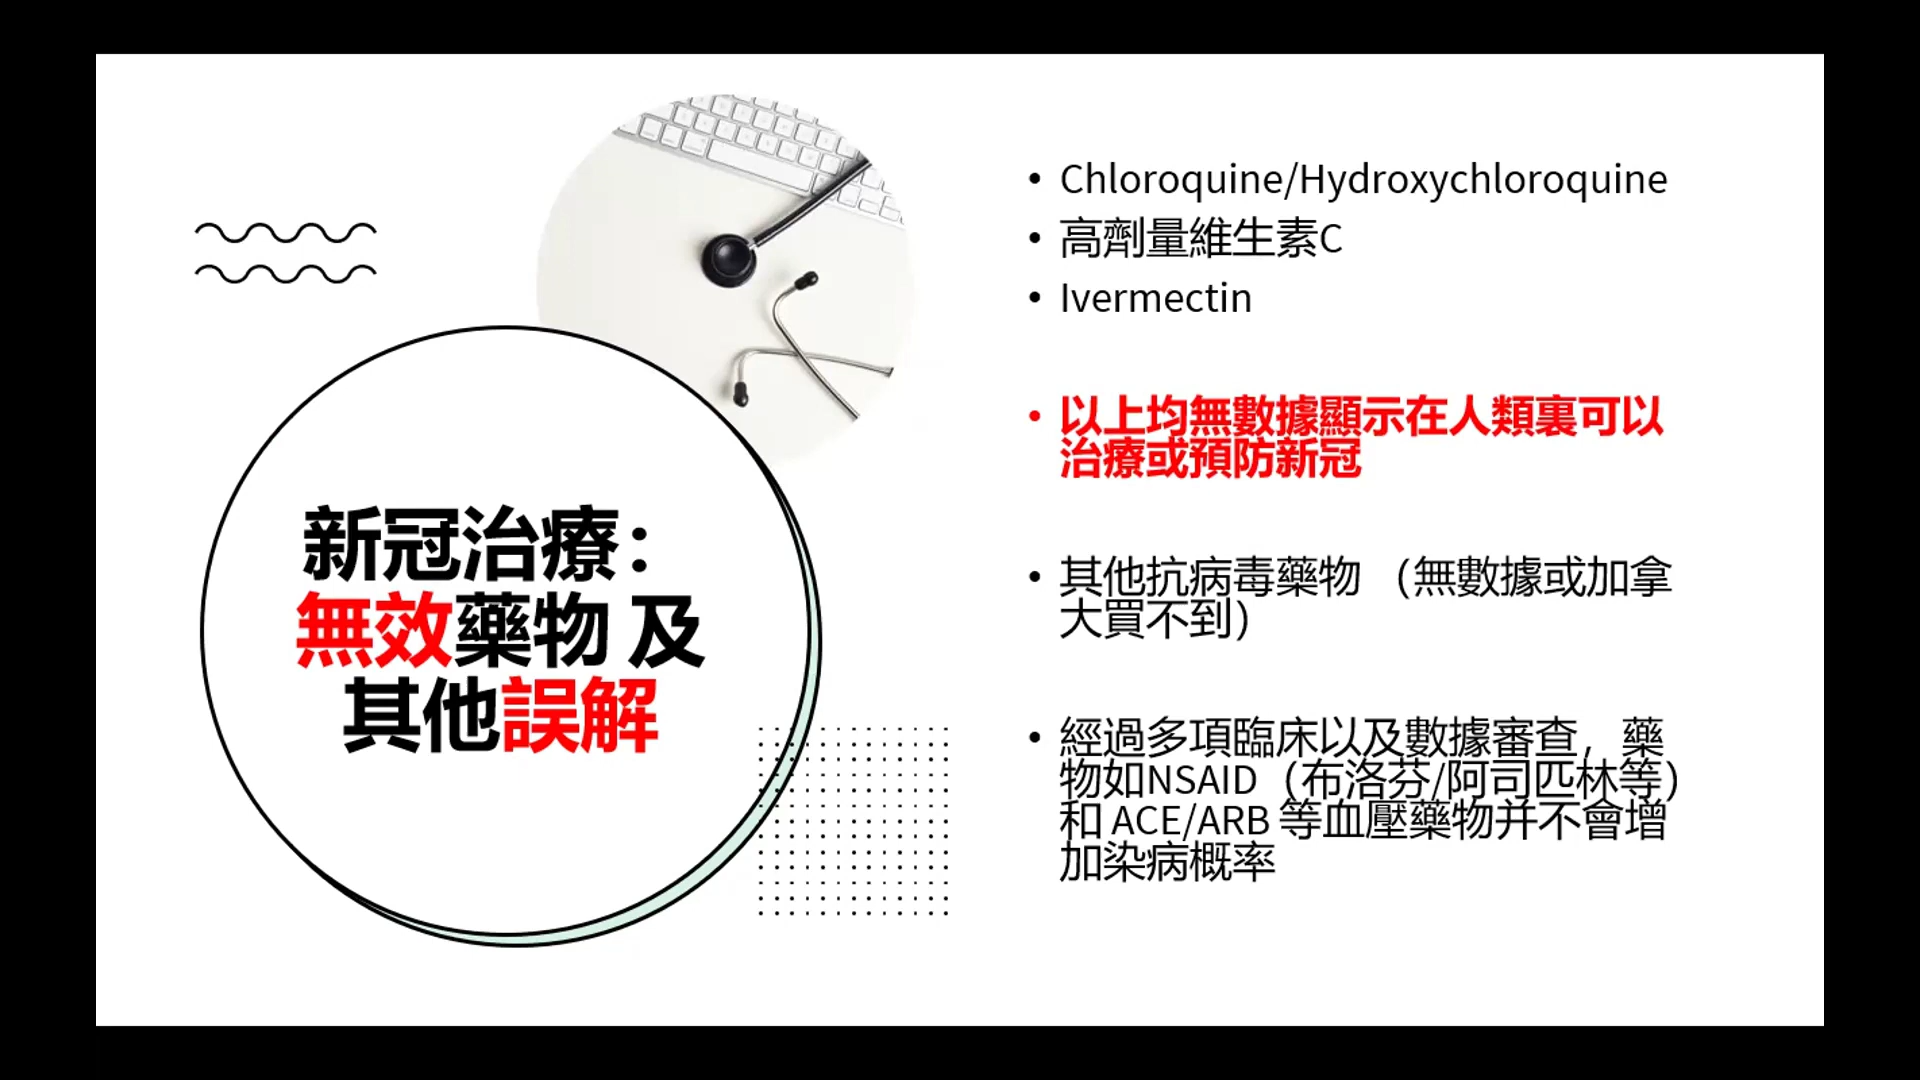 新冠治療：
無效藥物 及
其他誤解
• Chloroquine/Hydroxychloroquine
• 高劑量維生素C
• Ivermectin
• 以上均無數據顯示在人類裏可以
治療或預防新冠
• 其他抗病毒藥物 （無數據或加拿
大買不到）
• 經過多項臨床以及數據審查，藥
物如NSAID（布洛芬/阿司匹林等）
和 ACE/ARB 等血壓藥物并不會增
加染病概率